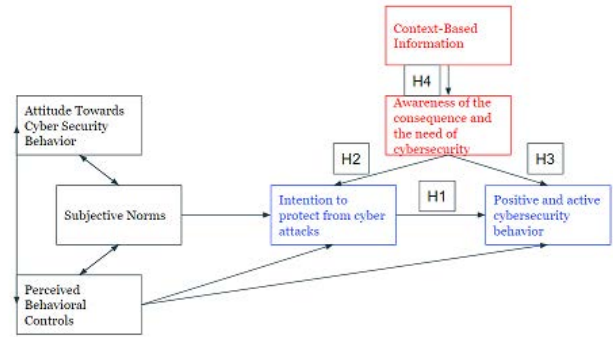 Context-Based
Information
H4
Awareness of the
consequence and
the need of
cybersecurity
Attitude Towards
Cyber Security
Behavior
H2
H3
Subjective Norms
Intention to
protect from cyber
attacks
H1
Positive and active
cybersecurity
behavior
Perceived
Behavioral
Controls